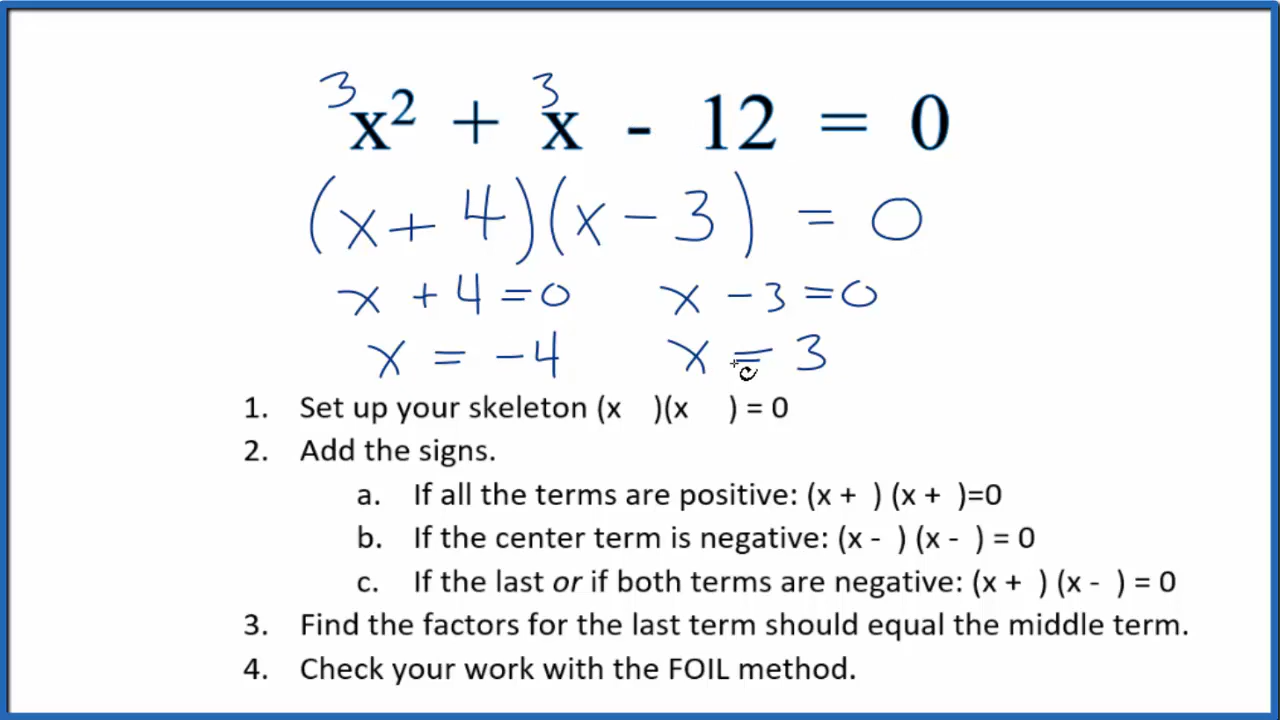 3 3
x² + x - 12 = 0
(x + 4)(x - 3) = 0
x + 4 = 0 x - 3 = 0
x = -4 x = 3
1. Set up your skeleton (x )(x ) = 0
2. Add the signs.
a. If all the terms are positive: (x + ) (x + )=0
b. If the center term is negative: (x - ) (x - ) = 0
c. If the last or if both terms are negative: (x + ) (x - ) = 0
3. Find the factors for the last term should equal the middle term.
4. Check your work with the FOIL method.